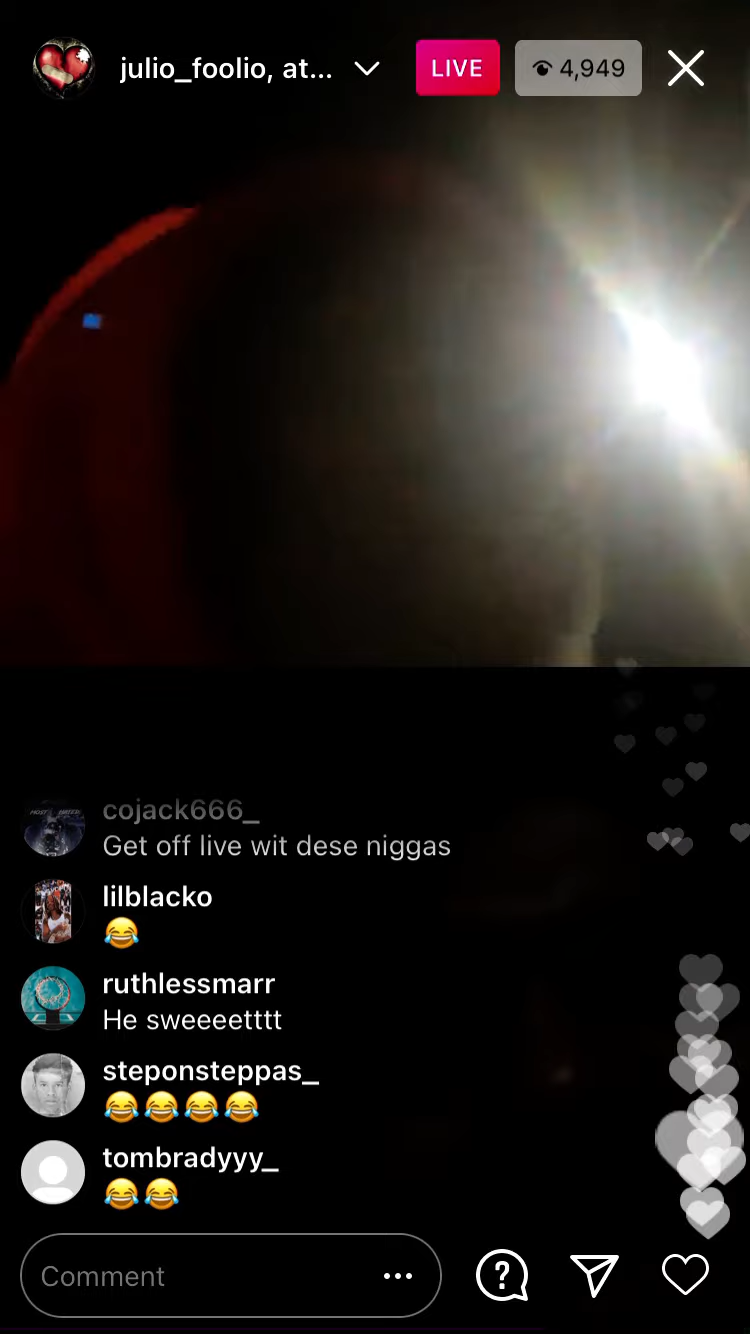 julio_foolio, at...
LIVE
4,949
cojack666_
Get off live wit dese niggas
lilblacko
😂
ruthlessmarr
He sweeeetttt
steponsteppas_
😂😂😂😂
tombradyyy_
😂😂
Comment